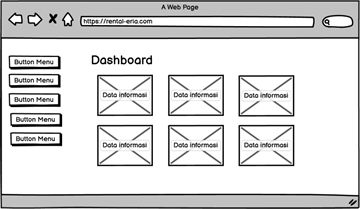 A Web Page
https://rental-eria.com
Button Menu
Button Menu
Button Menu
Button Menu
Button Menu
Dashboard
Data informasi Data informasi Data informasi
Data informasi Data informasi Data informasi